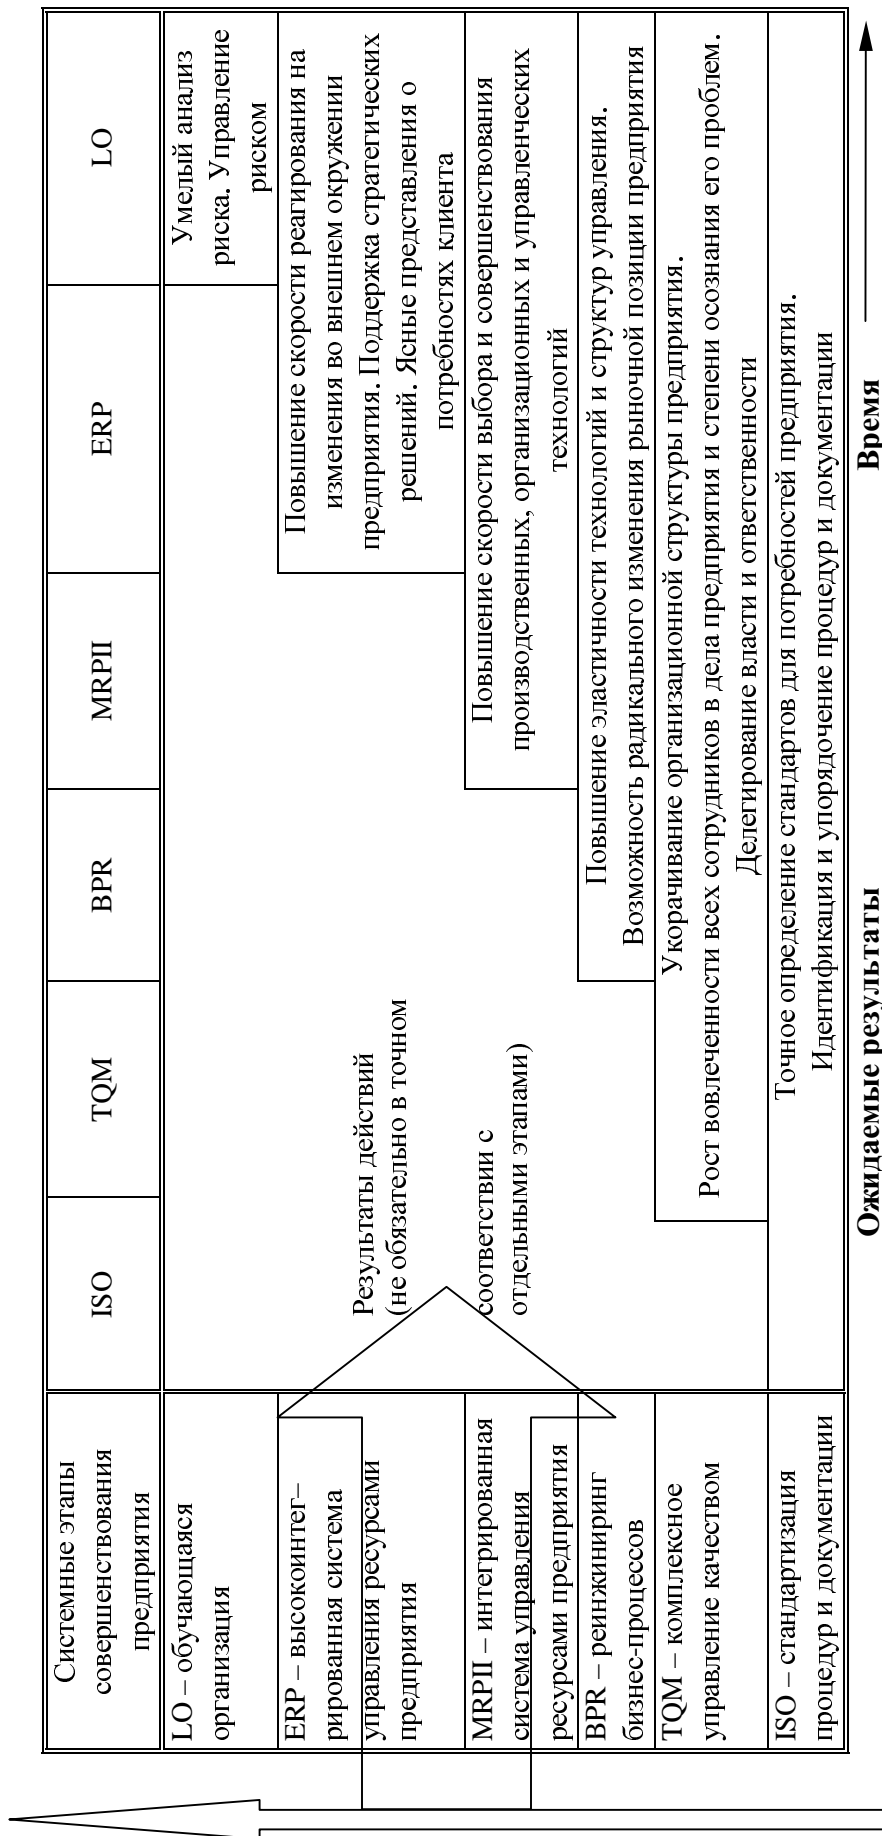 Системные этапы
совершенствования
предприятия
ISO
TQM
BPR
MRPII
ERP
LO
LO – обучающаяся
организация
Умелый анализ
риска. Управление
риском
ERP – высокоинтег–
рированная система
управления ресурсами
предприятия
Результаты действий
(не обязательно в точном
соответствии с
отдельными этапами)
Повышение скорости реагирования на
изменения во внешнем окружении
предприятия. Поддержка стратегических
решений. Ясные представления о
потребностях клиента
MRPII – интегрированная
система управления
ресурсами предприятия
Повышение скорости выбора и совершенствования
производственных, организационных и управленческих
технологий
BPR – реинжиниринг
бизнес-процессов
Повышение эластичности технологий и структур управления.
Возможность радикального изменения рыночной позиции предприятия
TQM – комплексное
управление качеством
Укорачивание организационной структуры предприятия.
Рост вовлеченности всех сотрудников в дела предприятия и степени осознания его проблем.
Делегирование власти и ответственности
ISO – стандартизация
процедур и документации
Точное определение стандартов для потребностей предприятия.
Идентификация и упорядочение процедур и документации
Ожидаемые результаты
Время